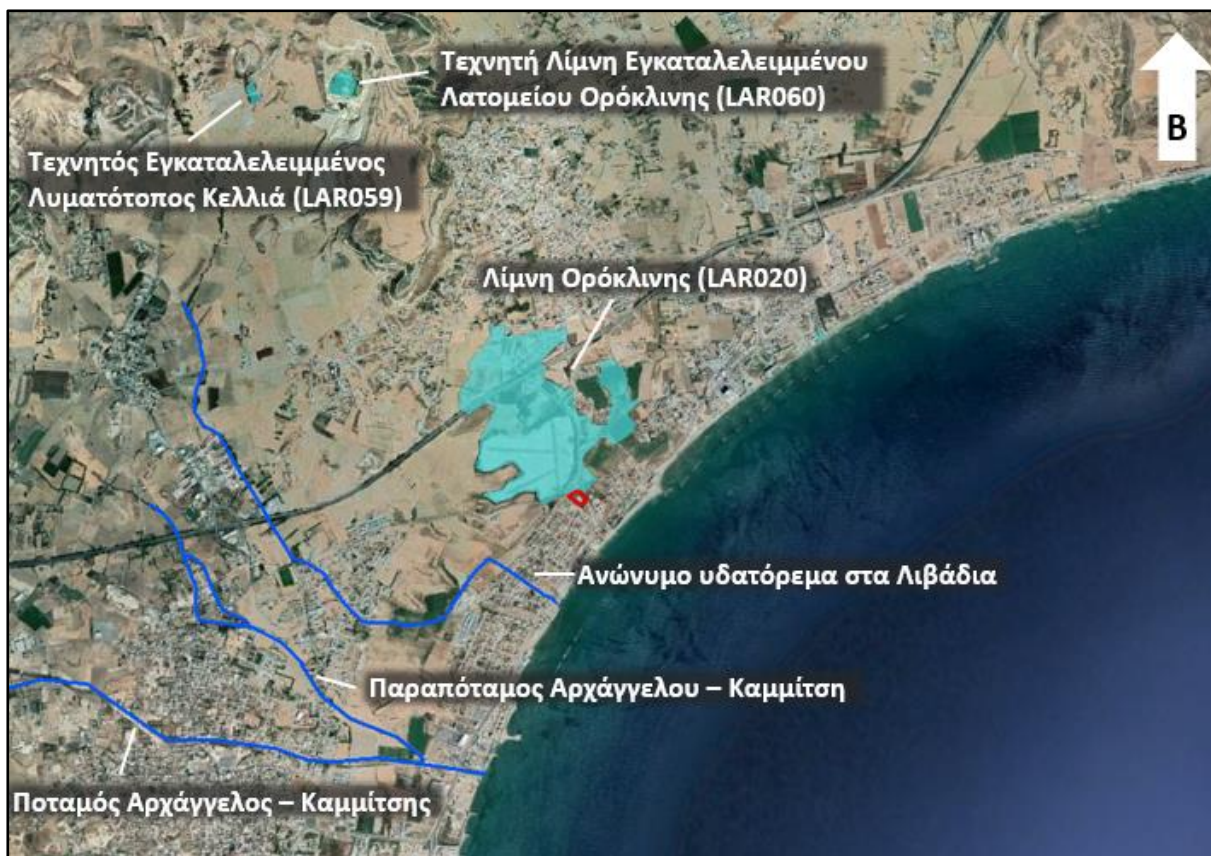 Τεχνητή Λίμνη Εγκαταλελειμμένου
Λατομείου Ορόκλινης (LAR060)
Β
Τεχνητός Εγκαταλελειμμένος
Λυματότοπος Κελλιά (LAR059)
Λίμνη Ορόκλινης (LAR020)
Ανώνυμο υδατόρεμα στα Λιβάδια
Παραπόταμος Αρχάγγελου – Καμμίτση
Ποταμός Αρχάγγελος – Καμμίτσης